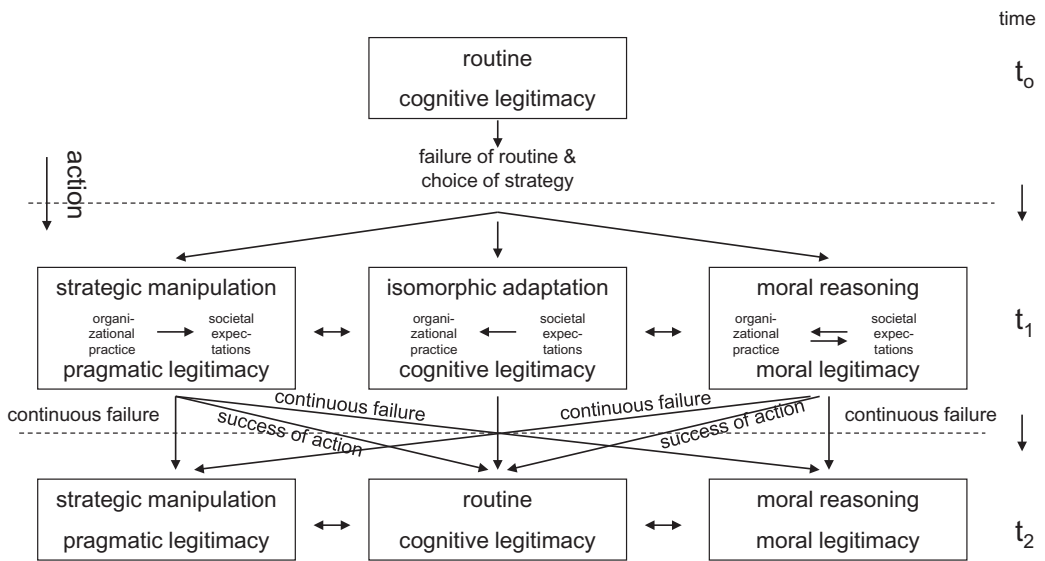 time
routine
cognitive legitimacy
t0
failure of routine &
choice of strategy
action
strategic manipulation
organi-
zational
practice
societal
expec-
tations
pragmatic legitimacy
isomorphic adaptation
organi-
zational
practice
societal
expec-
tations
cognitive legitimacy
moral reasoning
organi-
zational
practice
societal
expec-
tations
moral legitimacy
t1
continuous failure
continuous failure
success of action
continuous failure
success of action
continuous failure
strategic manipulation
pragmatic legitimacy
routine
cognitive legitimacy
moral reasoning
moral legitimacy
t2